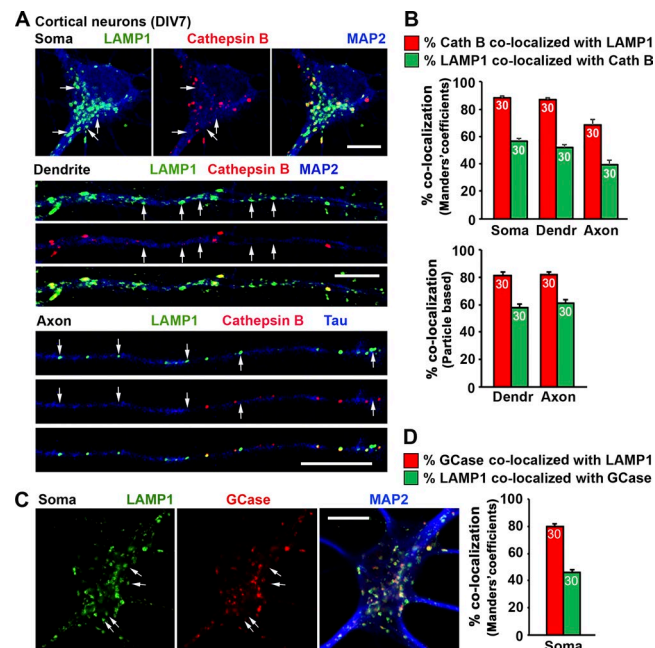 A
Cortical neurons (DIV7)
Soma LAMP1 Cathepsin B MAP2
Dendrite LAMP1 Cathepsin B MAP2
Axon LAMP1 Cathepsin B Tau
B
% Cath B co-localized with LAMP1
% LAMP1 co-localized with Cath B
% co-localization
(Manders'coefficients)
100
80
60
40
20
0
30 30 30 30 30 30
Soma Dendr Axon
% co-localization
(Particle based)
100
80
60
40
20
0
30 30 30 30
Dendr Axon
C
Soma LAMP1 GCase MAP2
D
% GCase co-localized with LAMP1
% LAMP1 co-localized with GCase
% co-localization
(Manders'coefficients)
100
80
60
40
20
0
30 30
Soma